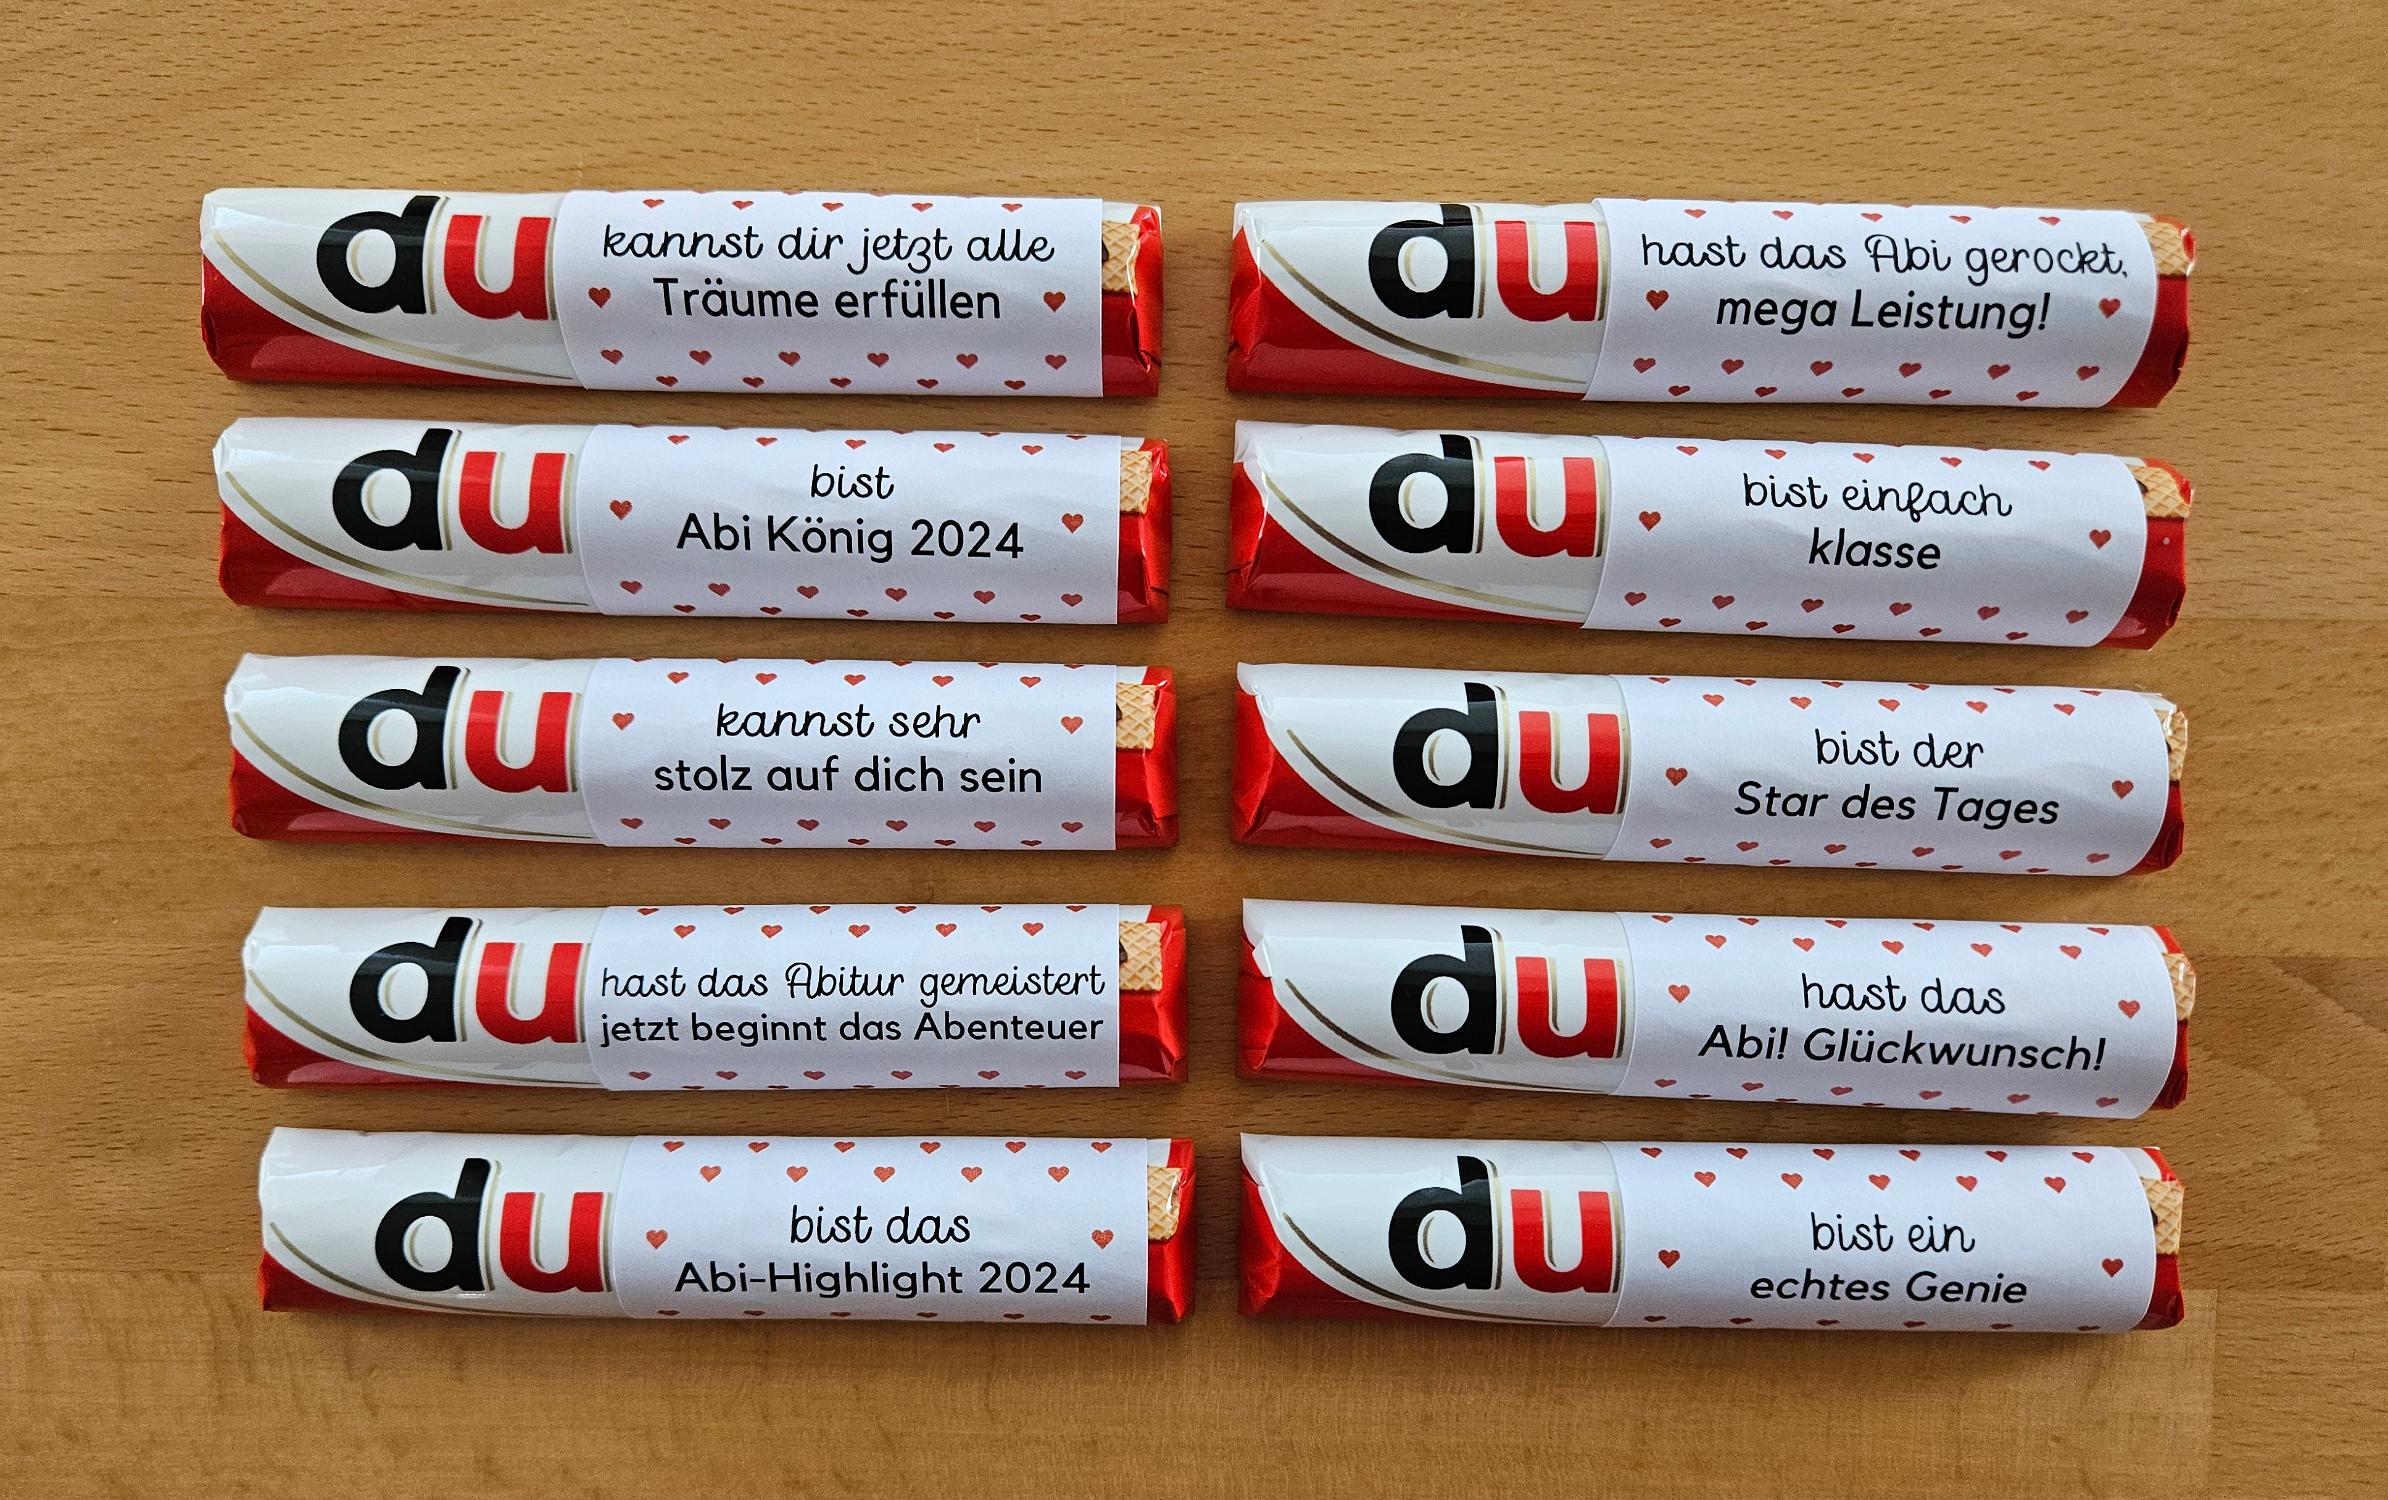 du kannst dir jetzt alle
Träume erfüllen
du bist
Abi König 2024
du kannst sehr
stolz auf dich sein
du hast das Abitur gemeistert
jetzt beginnt das Abenteuer
du bist das
Abi-Highlight 2024
du hast das Abi gerockt,
mega Leistung!
du bist einfach
klasse
du bist der
Star des Tages
du hast das
Abi! Glückwunsch!
du bist ein
echtes Genie